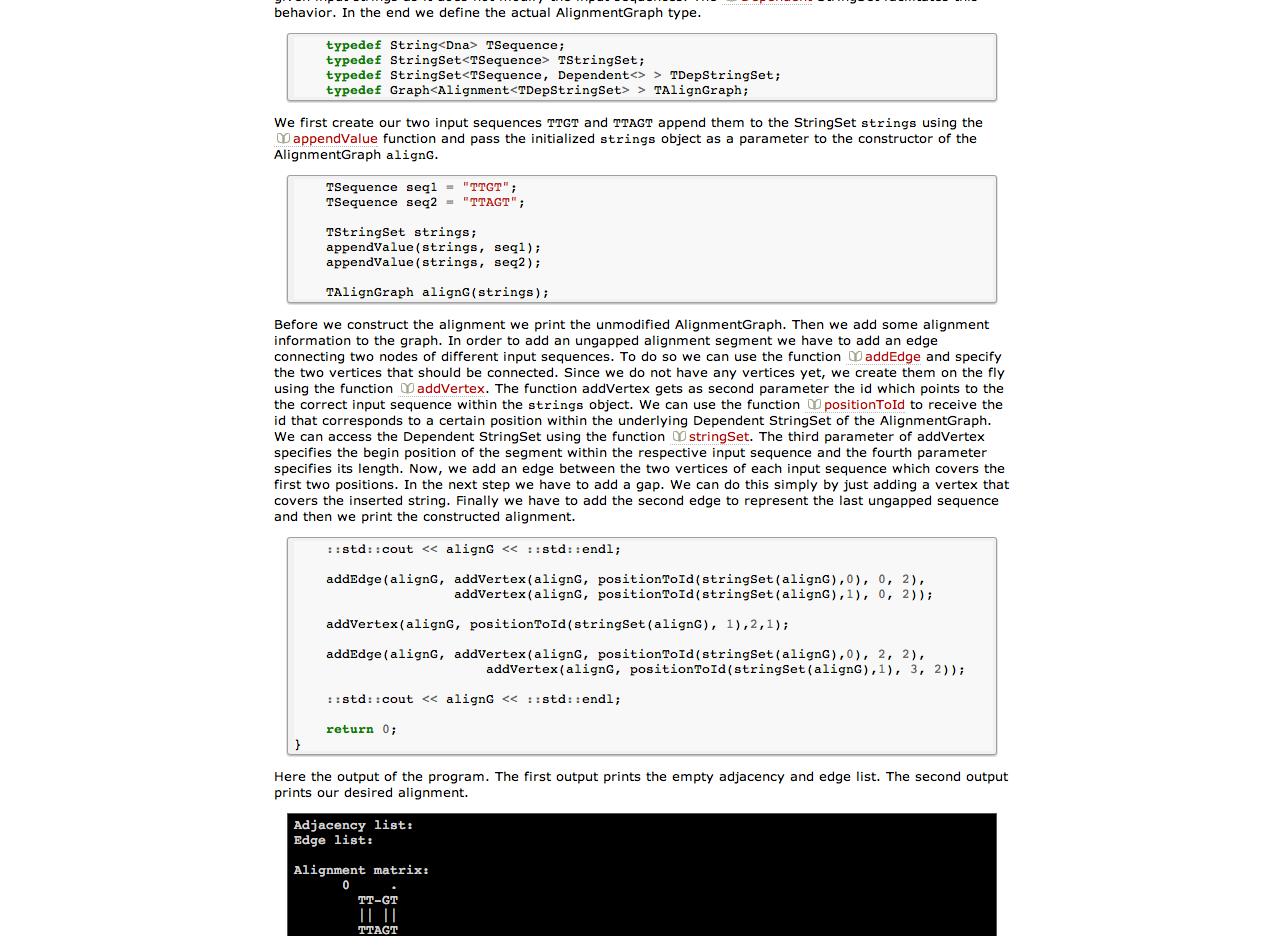 behavior. In the end we define the actual AlignmentGraph type.
typedef String<Dna> TSequence;
typedef StringSet<TSequence> TStringSet;
typedef StringSet<TSequence, Dependent<> > TDepStringSet;
typedef Graph<Alignment<TDepStringSet> > TAlignGraph;
We first create our two input sequences TTGT and TTAGT append them to the StringSet strings using the
appendValue function and pass the initialized strings object as a parameter to the constructor of the
AlignmentGraph alignG.
TSequence seq1 = "TTGT";
TSequence seq2 = "TTAGT";
TStringSet strings;
appendValue(strings, seq1);
appendValue(strings, seq2);
TAlignGraph alignG(strings);
Before we construct the alignment we print the unmodified AlignmentGraph. Then we add some alignment
information to the graph. In order to add an ungapped alignment segment we have to add an edge
connecting two nodes of different input sequences. To do so we can use the function addEdge and specify
the two vertices that should be connected. Since we do not have any vertices yet, we create them on the fly
using the function addVertex. The function addVertex gets as second parameter the id which points to the
the correct input sequence within the strings object. We can use the function positionToId to receive the
id that corresponds to a certain position within the underlying Dependent StringSet of the AlignmentGraph.
We can access the Dependent StringSet using the function stringSet. The third parameter of addVertex
specifies the begin position of the segment within the respective input sequence and the fourth parameter
specifies its length. Now, we add an edge between the two vertices of each input sequence which covers the
first two positions. In the next step we have to add a gap. We can do this simply by just adding a vertex that
covers the inserted string. Finally we have to add the second edge to represent the last ungapped sequence
and then we print the constructed alignment.
::std::cout << alignG << ::std::endl;
addEdge(alignG, addVertex(alignG, positionToId(stringSet(alignG),0), 0, 2),
addVertex(alignG, positionToId(stringSet(alignG),1), 0, 2));
addVertex(alignG, positionToId(stringSet(alignG), 1),2,1);
addEdge(alignG, addVertex(alignG, positionToId(stringSet(alignG),0), 2, 2),
addVertex(alignG, positionToId(stringSet(alignG),1), 3, 2));
::std::cout << alignG << ::std::endl;
return 0;
}
Here the output of the program. The first output prints the empty adjacency and edge list. The second output
prints our desired alignment.
Adjacency list:
Edge list:
Alignment matrix:
0 .
TT-GT
|| ||
TTAGT